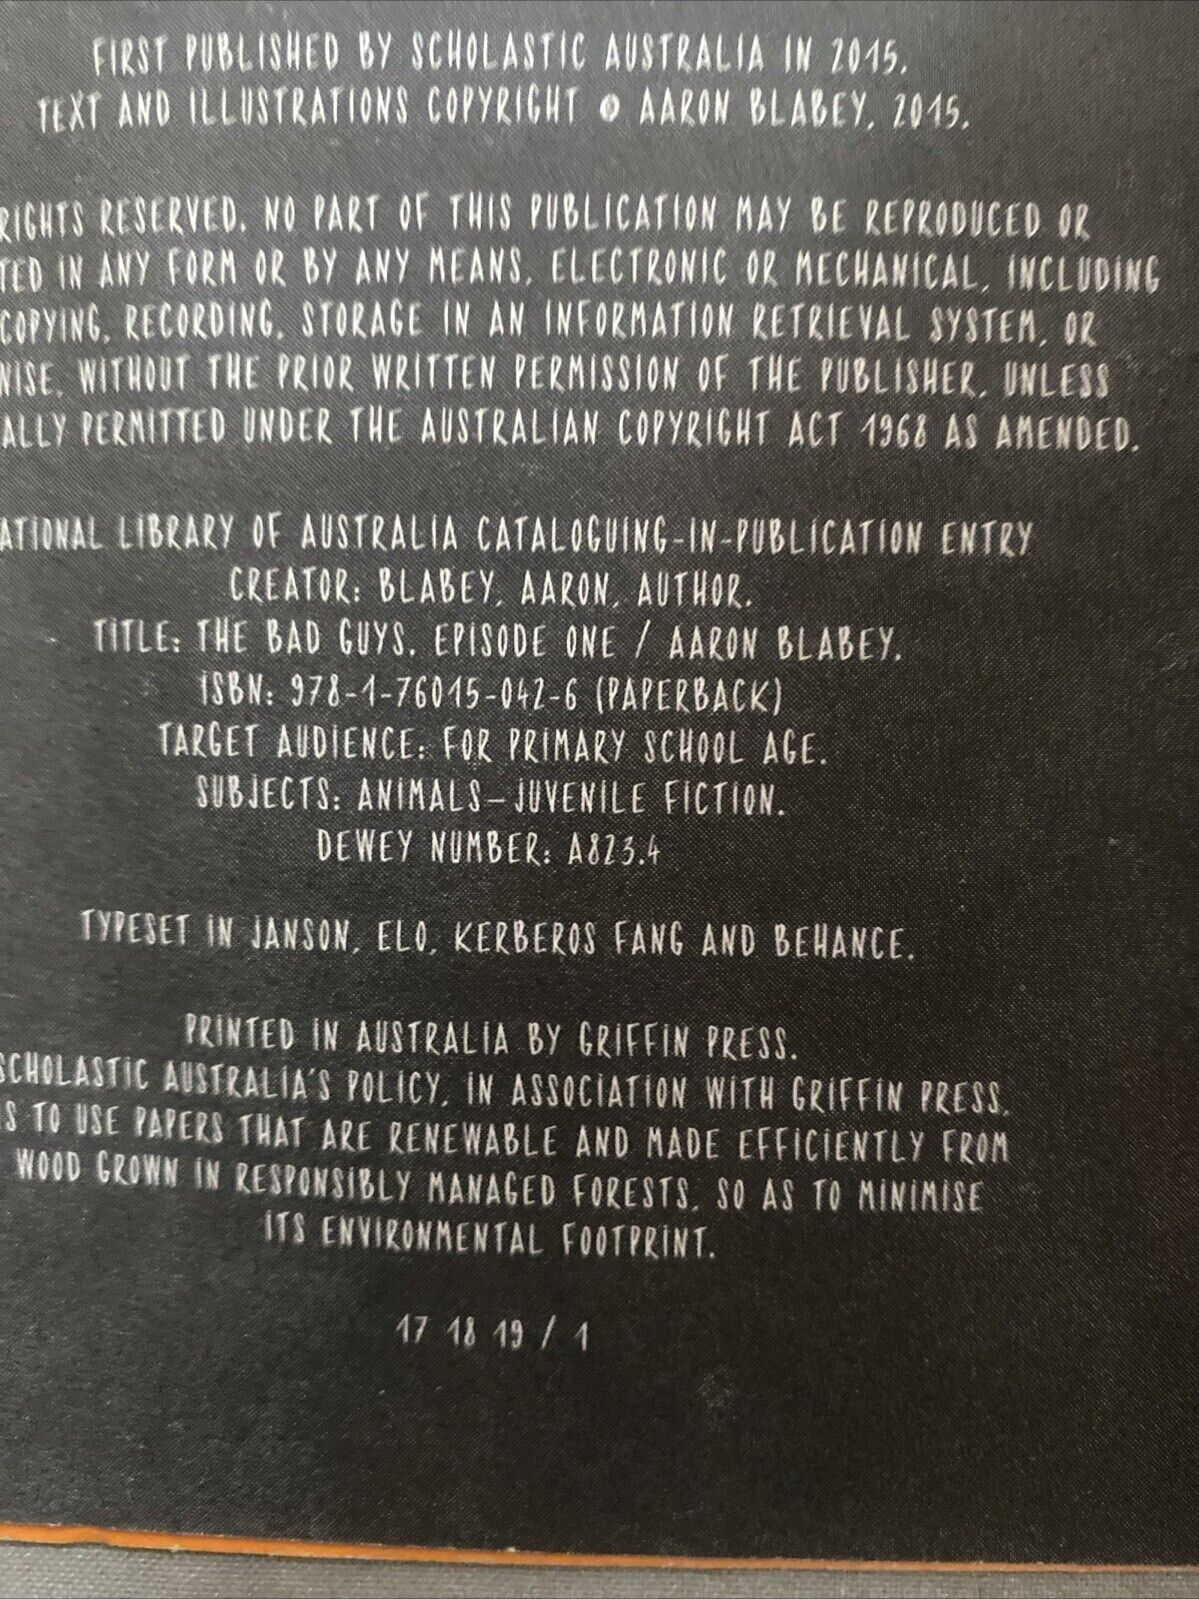 FIRST PUBLISHED BY SCHOLASTIC AUSTRALIA IN 2015.
TEXT AND ILLUSTRATIONS COPYRIGHT © AARON BLABEY, 2015.
RIGHTS RESERVED. NO PART OF THIS PUBLICATION MAY BE REPRODUCED OR
TED IN ANY FORM OR BY ANY MEANS, ELECTRONIC OR MECHANICAL, INCLUDING
COPYING, RECORDING, STORAGE IN AN INFORMATION RETRIEVAL SYSTEM, OR
WISE, WITHOUT THE PRIOR WRITTEN PERMISSION OF THE PUBLISHER, UNLESS
ALLY PERMITTED UNDER THE AUSTRALIAN COPYRIGHT ACT 1968 AS AMENDED.
ATIONAL LIBRARY OF AUSTRALIA CATALOGUING-IN-PUBLICATION ENTRY
CREATOR: BLABEY, AARON, AUTHOR.
TITLE: THE BAD GUYS. EPISODE ONE / AARON BLABEY.
ISBN: 978-1-76015-042-6 (PAPERBACK)
TARGET AUDIENCE: FOR PRIMARY SCHOOL AGE.
SUBJECTS: ANIMALS—JUVENILE FICTION.
DEWEY NUMBER: A823.4
TYPESET IN JANSON, ELO, KERBEROS FANG AND BEHANCE.
PRINTED IN AUSTRALIA BY GRIFFIN PRESS.
SCHOLASTIC AUSTRALIA'S POLICY, IN ASSOCIATION WITH GRIFFIN PRESS,
IS TO USE PAPERS THAT ARE RENEWABLE AND MADE EFFICIENTLY FROM
WOOD GROWN IN RESPONSIBLY MANAGED FORESTS, SO AS TO MINIMISE
ITS ENVIRONMENTAL FOOTPRINT.
17 18 19 / 1